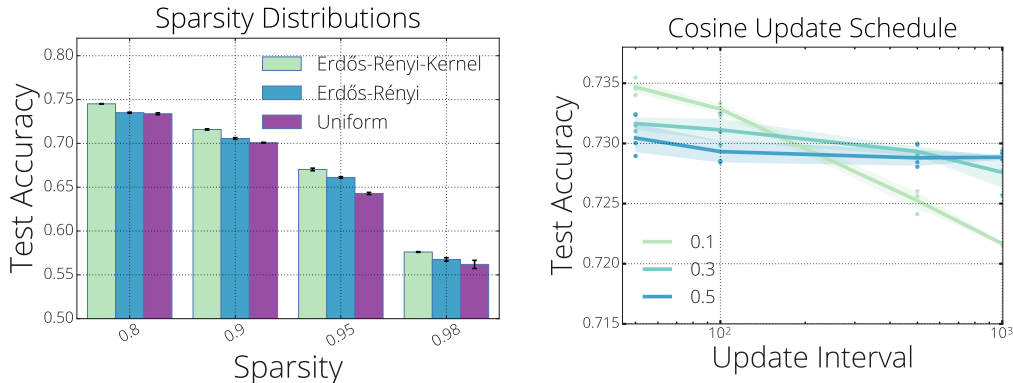 Sparsity Distributions
Test Accuracy
0.80
0.75
0.70
0.65
0.60
0.55
0.50
Erdős-Rényi-Kernel
Erdős-Rényi
Uniform
0.8
0.9
0.95
0.98
Sparsity
Cosine Update Schedule
Test Accuracy
0.735
0.730
0.725
0.720
0.715
0.1
0.3
0.5
10²
10³
Update Interval